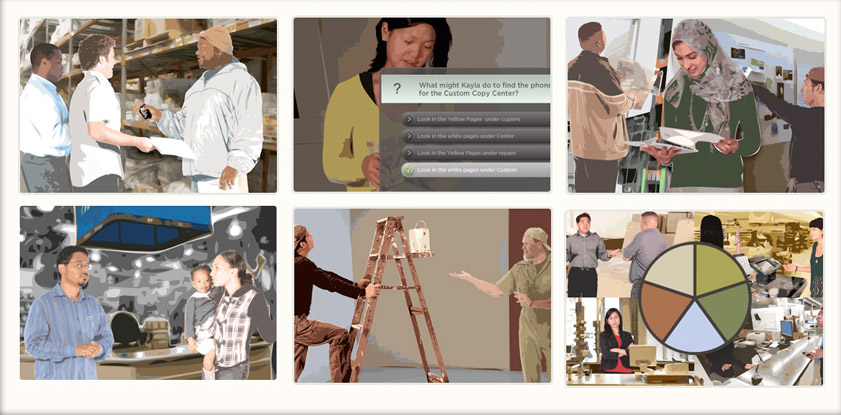 ?
What might Kayla do to find the phone
for the Custom Copy Center?
Look in the Yellow Pages under copiers
Look in the white pages under Center
Look in the Yellow Pages under repairs
Look in the white pages under Custom